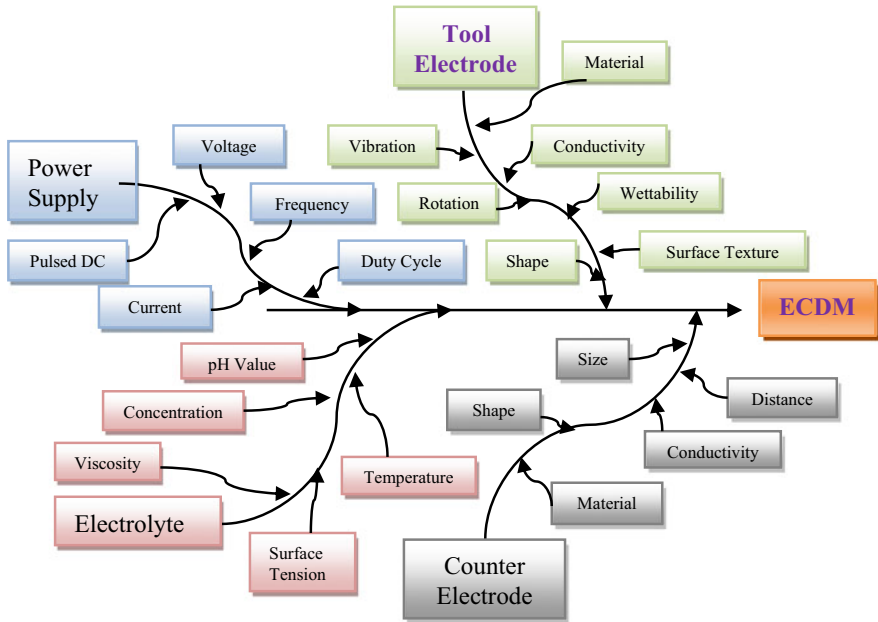 Tool
Electrode
Material
Voltage
Vibration
Conductivity
Power
Supply
Frequency
Rotation
Wettability
Pulsed DC
Duty Cycle
Shape
Surface Texture
Current
ECDM
pH Value
Size
Concentration
Shape
Distance
Viscosity
Temperature
Conductivity
Electrolyte
Material
Surface
Tension
Counter
Electrode